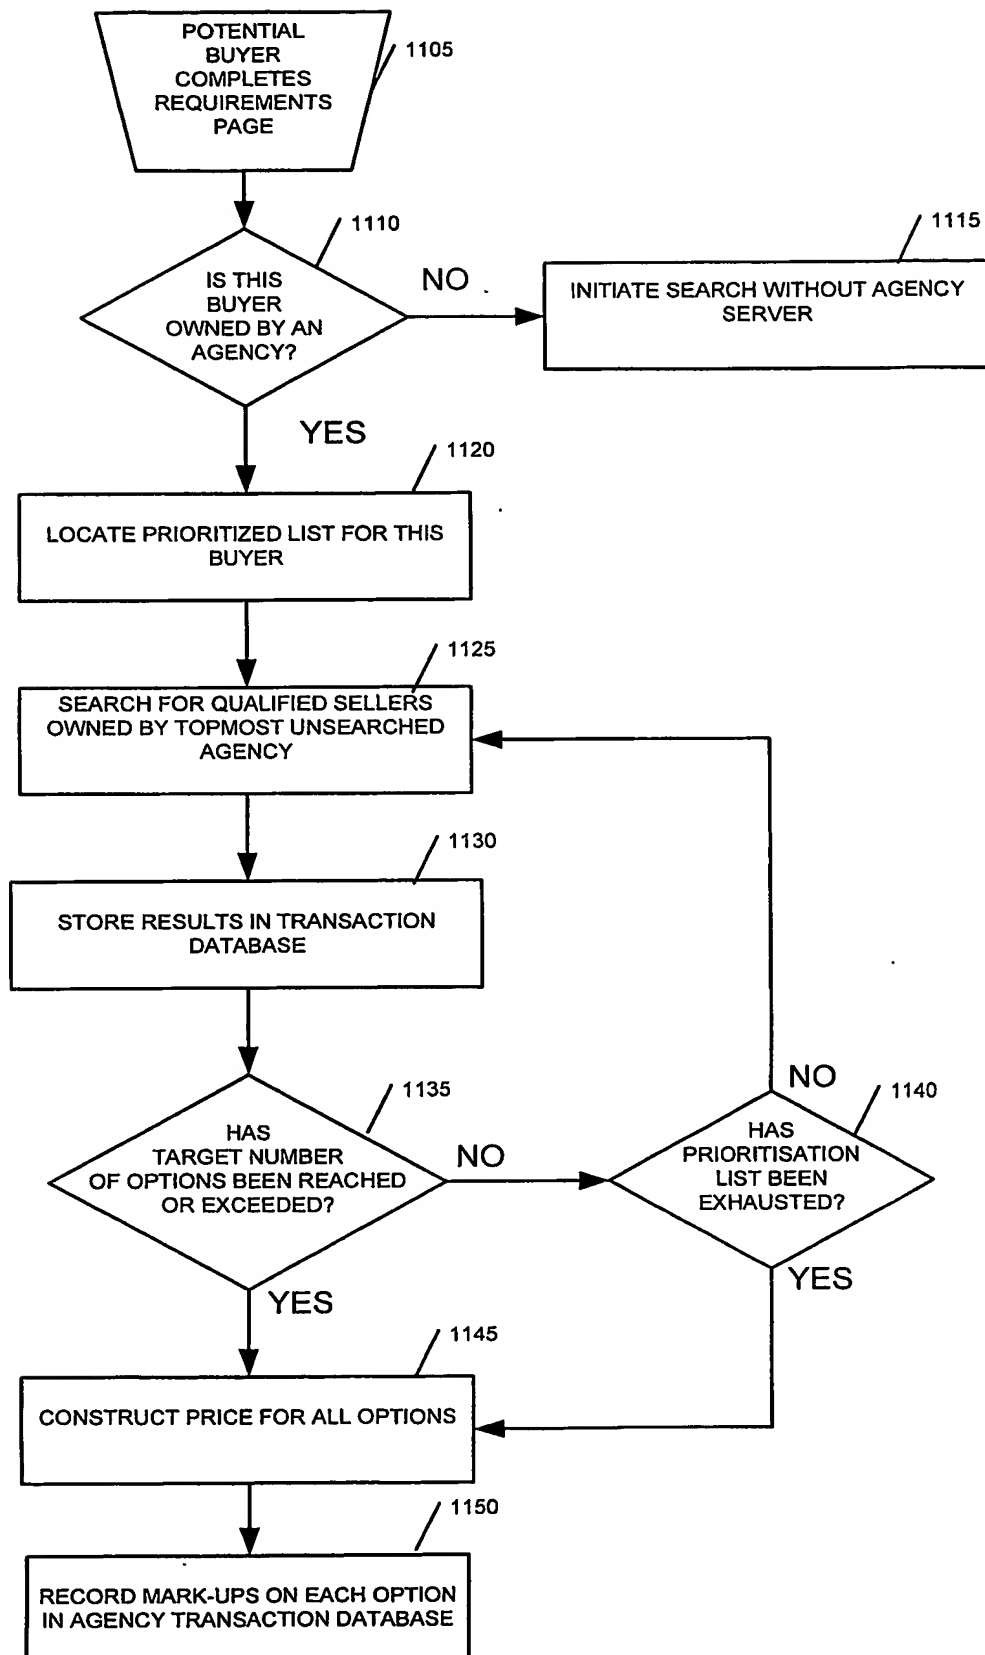 POTENTIAL
BUYER
COMPLETES
REQUIREMENTS
PAGE
1105
1110
IS THIS
BUYER
OWNED BY AN
AGENCY?
NO
1115
INITIATE SEARCH WITHOUT AGENCY
SERVER
YES
1120
LOCATE PRIORITIZED LIST FOR THIS
BUYER
1125
SEARCH FOR QUALIFIED SELLERS
OWNED BY TOPMOST UNSEARCHED
AGENCY
1130
STORE RESULTS IN TRANSACTION
DATABASE
1135
HAS
TARGET NUMBER
OF OPTIONS BEEN REACHED
OR EXCEEDED?
NO
NO
1140
HAS
PRIORITISATION
LIST BEEN
EXHAUSTED?
YES
YES
1145
CONSTRUCT PRICE FOR ALL OPTIONS
1150
RECORD MARK-UPS ON EACH OPTION
IN AGENCY TRANSACTION DATABASE